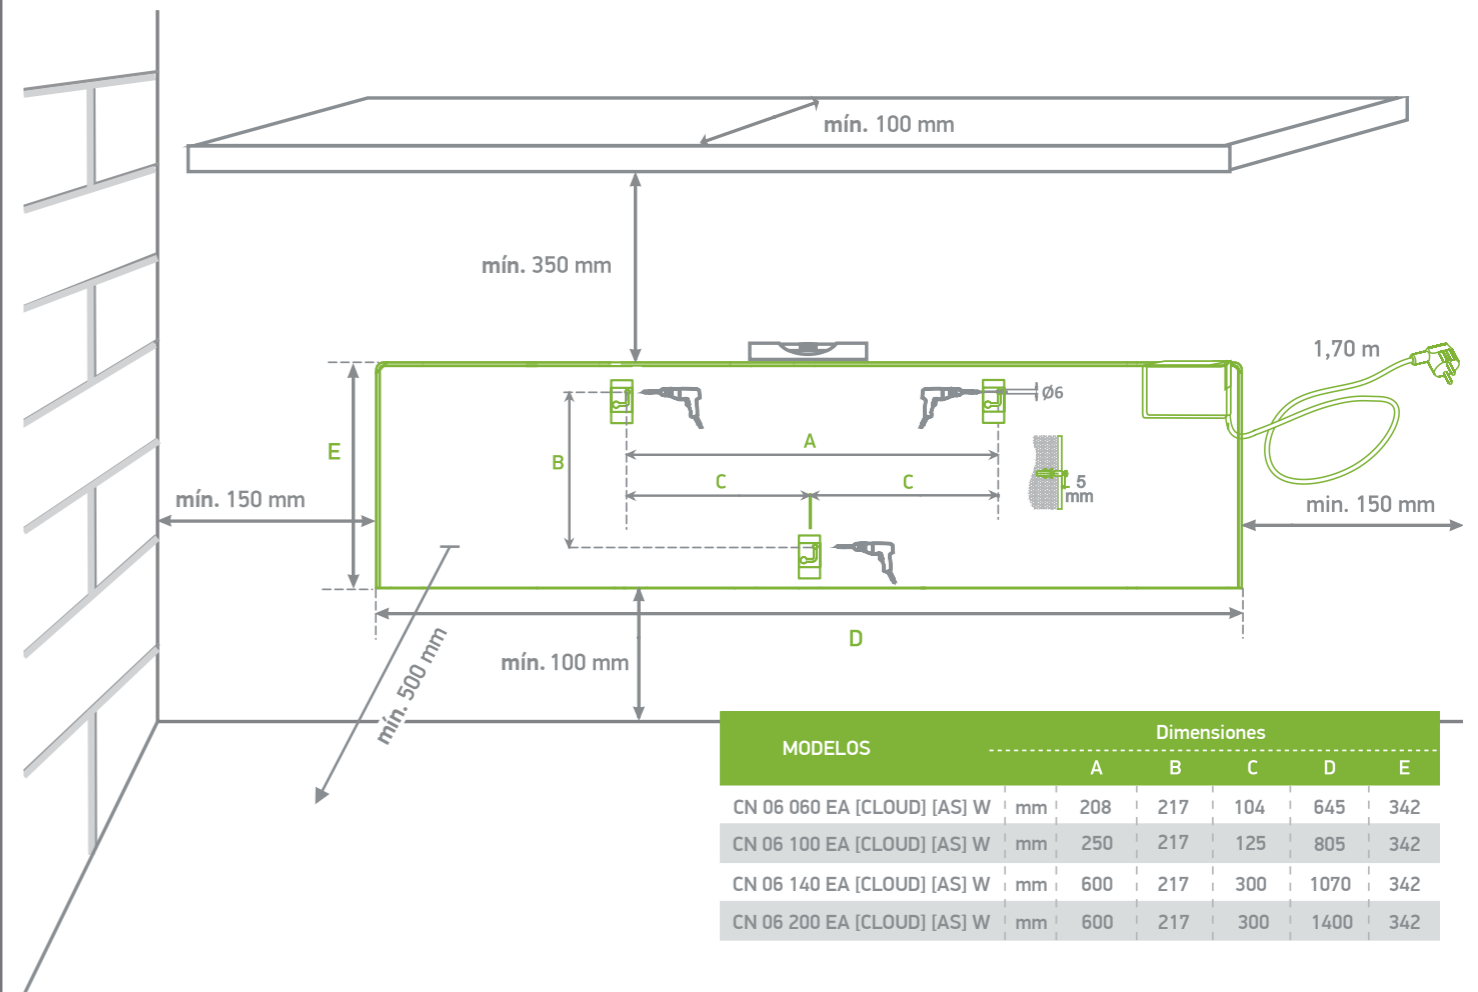 mín. 100 mm
mín. 350 mm
1,70 m
Ø6
A
E
B
C
C
5
mm
mín. 150 mm
min. 150 mm
D
mín. 500 mm
mín. 100 mm
MODELOS
Dimensiones
A B C D E
CN 06 060 EA [CLOUD] [AS] W mm 208 217 104 645 342
CN 06 100 EA [CLOUD] [AS] W mm 250 217 125 805 342
CN 06 140 EA [CLOUD] [AS] W mm 600 217 300 1070 342
CN 06 200 EA [CLOUD] [AS] W mm 600 217 300 1400 342